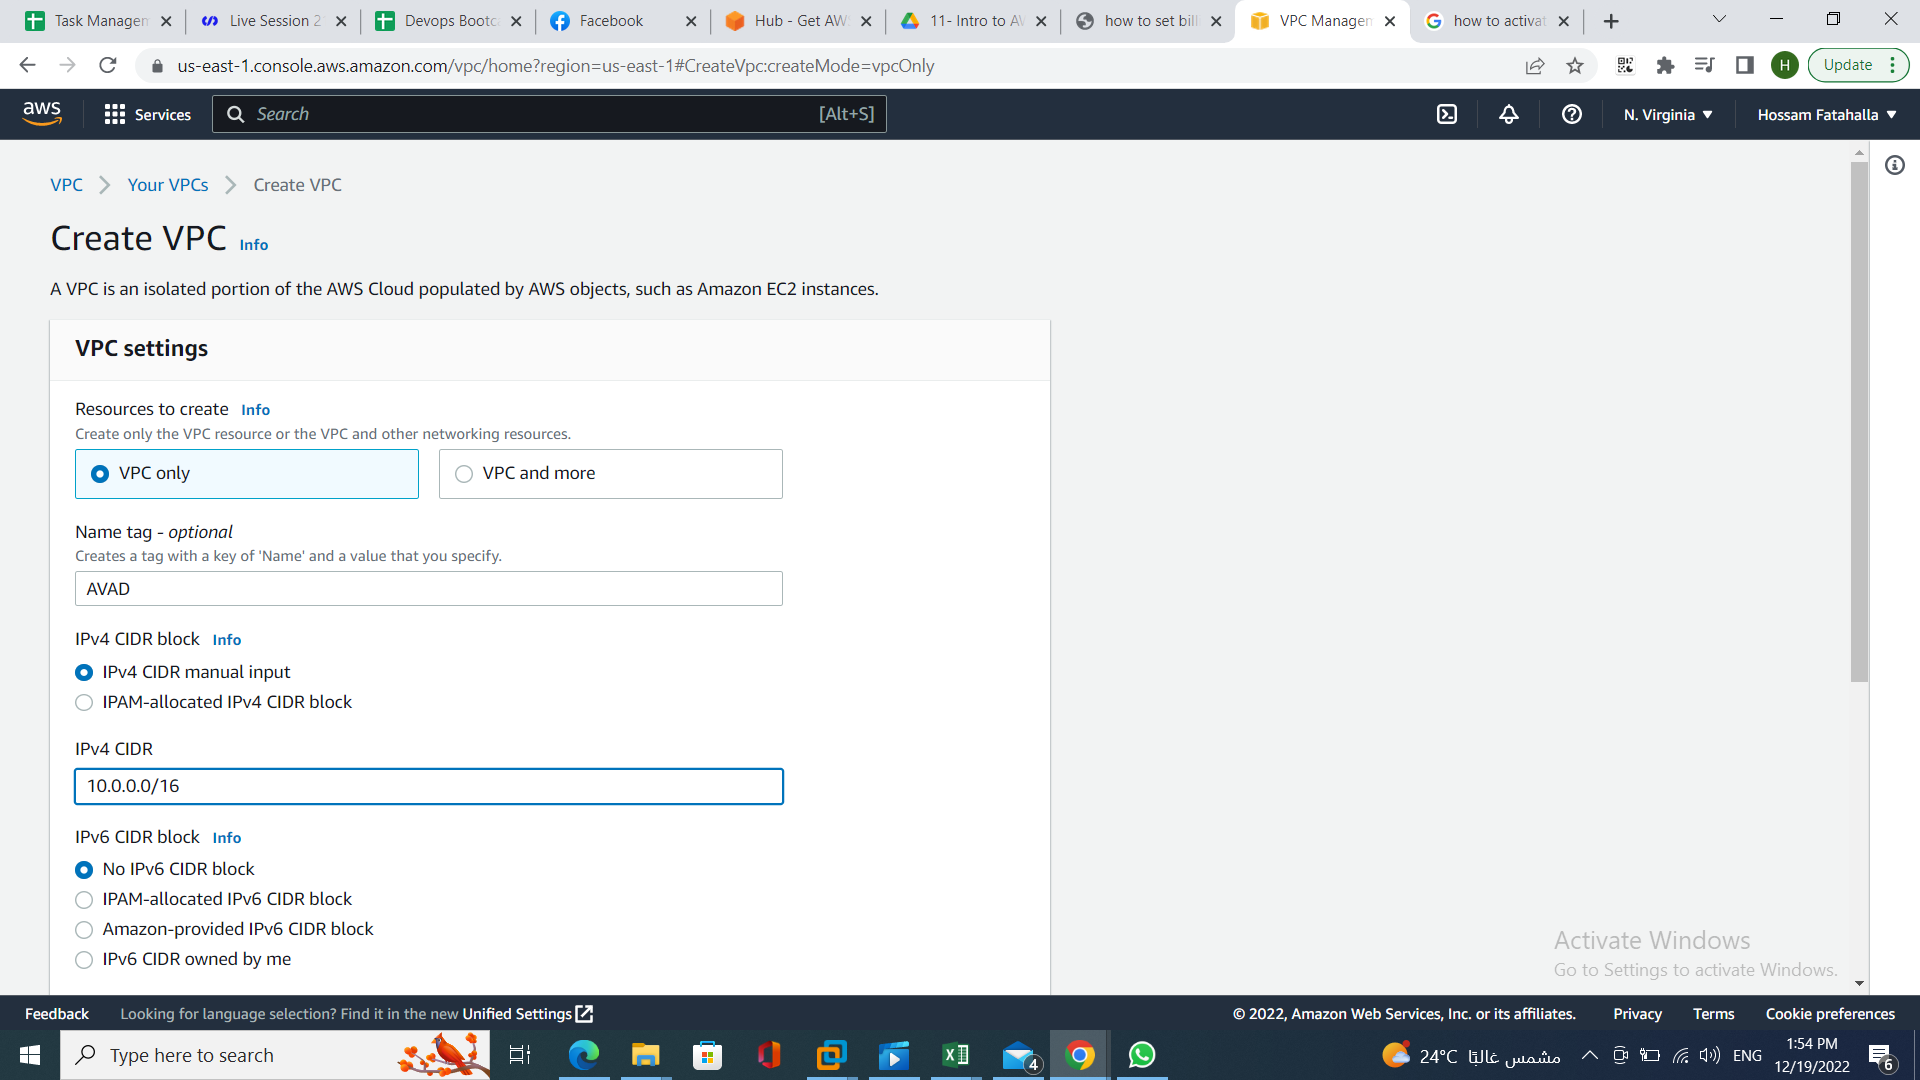 Task Managem
Live Session 2
Devops Bootca
Facebook
Hub - Get AW
11- Intro to AW
how to set bill
VPC Managem
how to activat
us-east-1.console.aws.amazon.com/vpc/home?region=us-east-1#CreateVpc:createMode=vpcOnly
H
Update
aws
Services
Search
[Alt+S]
N. Virginia
Hossam Fatahalla
VPC
Your VPCs
Create VPC
Create VPC Info
A VPC is an isolated portion of the AWS Cloud populated by AWS objects, such as Amazon EC2 instances.
VPC settings
Resources to create Info
Create only the VPC resource or the VPC and other networking resources.
VPC only
VPC and more
Name tag - optional
Creates a tag with a key of 'Name' and a value that you specify.
AVAD
IPv4 CIDR block Info
IPv4 CIDR manual input
IPAM-allocated IPv4 CIDR block
IPv4 CIDR
10.0.0.0/16
IPv6 CIDR block Info
No IPv6 CIDR block
IPAM-allocated IPv6 CIDR block
Amazon-provided IPv6 CIDR block
IPv6 CIDR owned by me
Activate Windows
Go to Settings to activate Windows.
Feedback
Looking for language selection? Find it in the new Unified Settings
© 2022, Amazon Web Services, Inc. or its affiliates.
Privacy
Terms
Cookie preferences
Type here to search
4
24°C مشمس غالبًا
ENG
1:54 PM
12/19/2022
6